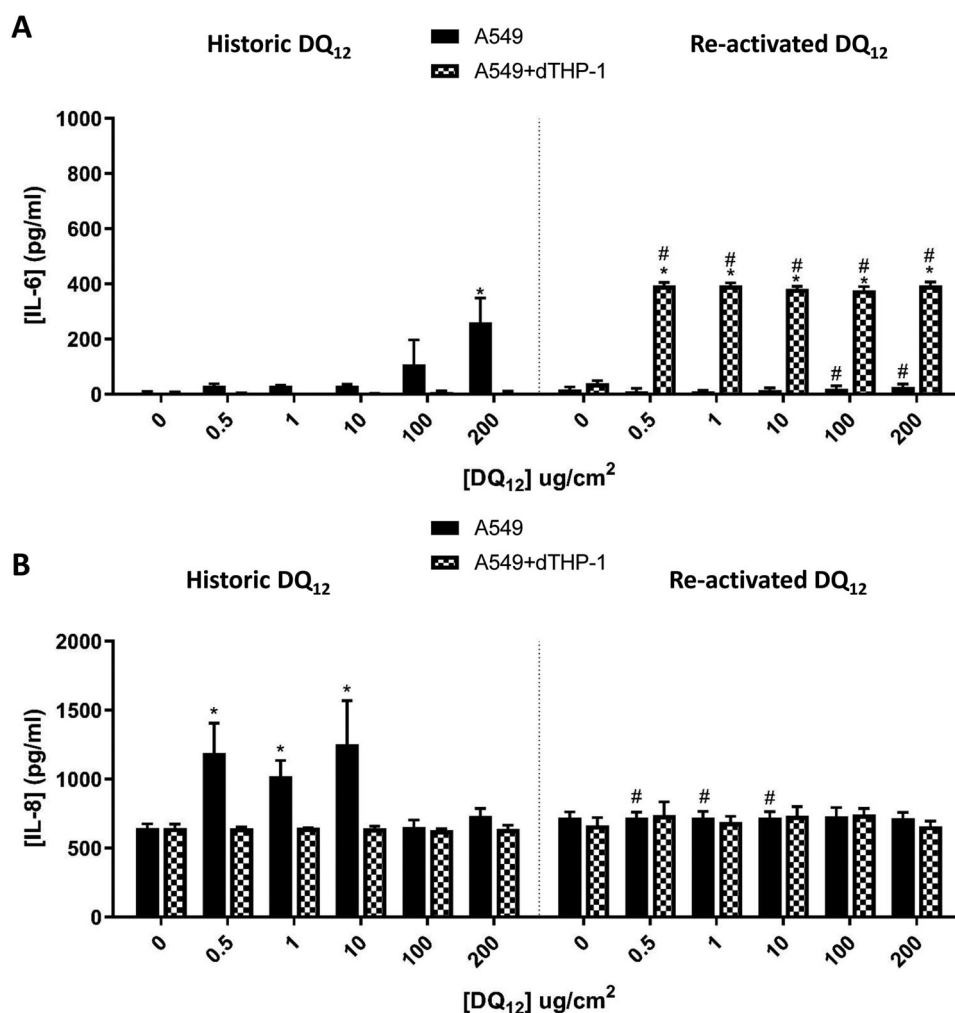 A
Historic DQ12
A549
A549+dTHP-1
Re-activated DQ12
[IL-6] (pg/ml)
1000
800
600
400
200
0
*
# # # # #
* * * * *
# #
0 0.5 1 10 100 200 0 0.5 1 10 100 200
[DQ12] ug/cm2
B
Historic DQ12
A549
A549+dTHP-1
Re-activated DQ12
[IL-8] (pg/ml)
2000
1500
1000
500
0
* * *
# # #
0 0.5 1 10 100 200 0 0.5 1 10 100 200
[DQ12] ug/cm2